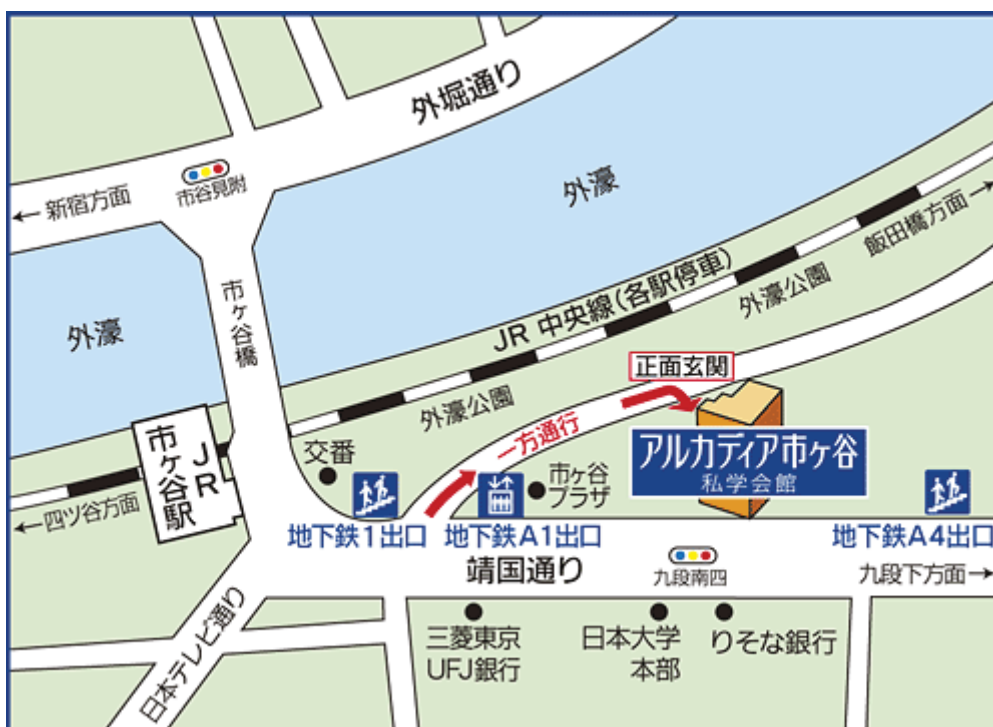 外堀通り
市谷見附
←新宿方面
外濠
飯田橋方面→
市ヶ谷橋
外濠
JR 中央線(各駅停車)
外濠公園
正面玄関
外濠公園
一方通行
JR
市ヶ谷駅
交番
市ヶ谷
プラザ
アルカディア市ヶ谷
私学会館
←四ツ谷方面
地下鉄1出口
地下鉄A1出口
地下鉄A4出口
靖国通り
九段南四
九段下方面→
日本テレビ通り
三菱東京
UFJ銀行
日本大学
本部
りそな銀行